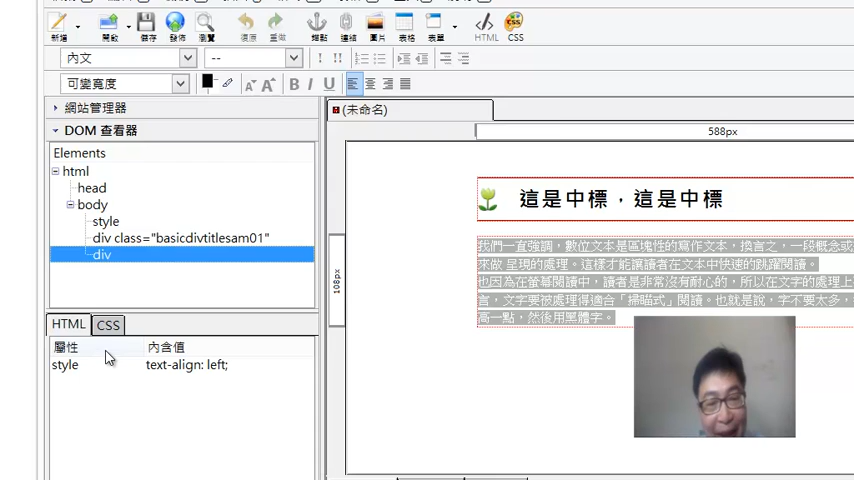 新增 開啟 儲存 發佈 瀏覽 復原 重做 錨點 連結 圖片 表格 表單 HTML CSS
內文 --
可變寬度 A A B I U
網站管理器
DOM 查看器
(未命名)
588px
Elements
html
head
body
style
div class="basicdivtitlesam01"
div
這是中標，這是中標
我們一直強調，數位文本是區塊性的寫作文本，換言之，一段概念或
來做 呈現的處理。這樣才能讓讀者在文本中快速的跳躍閱讀。
也因為在螢幕閱讀中，讀者是非常沒有耐心的，所以在文字的處理上
言，文字要被處理得適合「掃瞄式」閱讀。也就是說，字不要太多，
高一點，然後用黑體字。
108px
HTML CSS
屬性 內含值
style text-align: left;